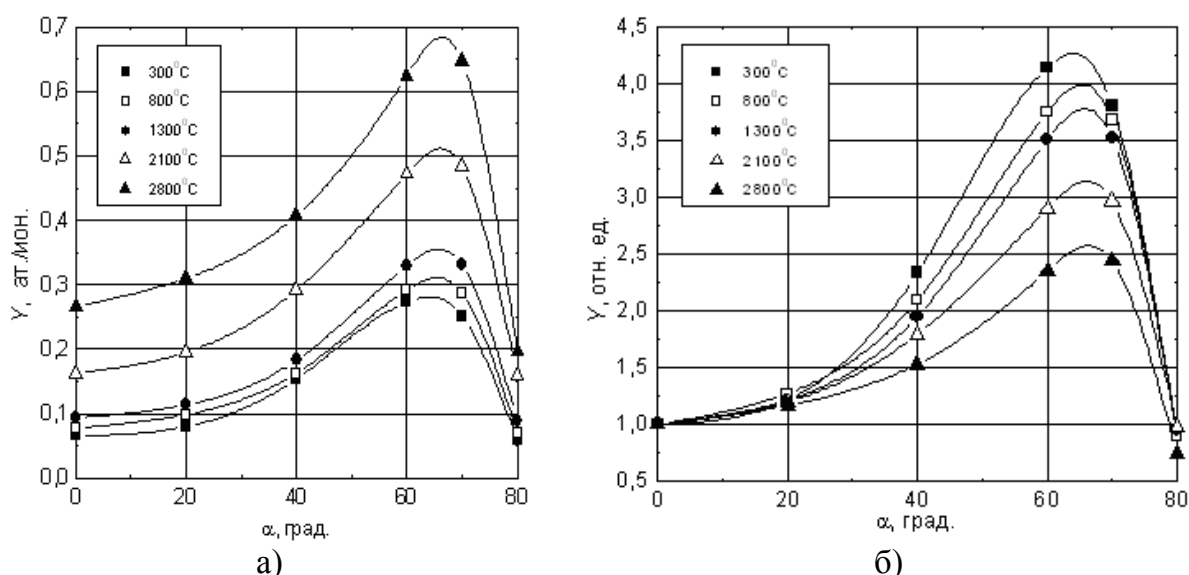 Y, ат./ион.
0,7
0,6
0,5
0,4
0,3
0,2
0,1
0,0
300°C
800°C
1300°C
2100°C
2800°C
0 20 40 60 80
α, град.
а)
Y, отн. ед.
4,5
4,0
3,5
3,0
2,5
2,0
1,5
1,0
0,5
300°C
800°C
1300°C
2100°C
2800°C
0 20 40 60 80
α, град.
б)